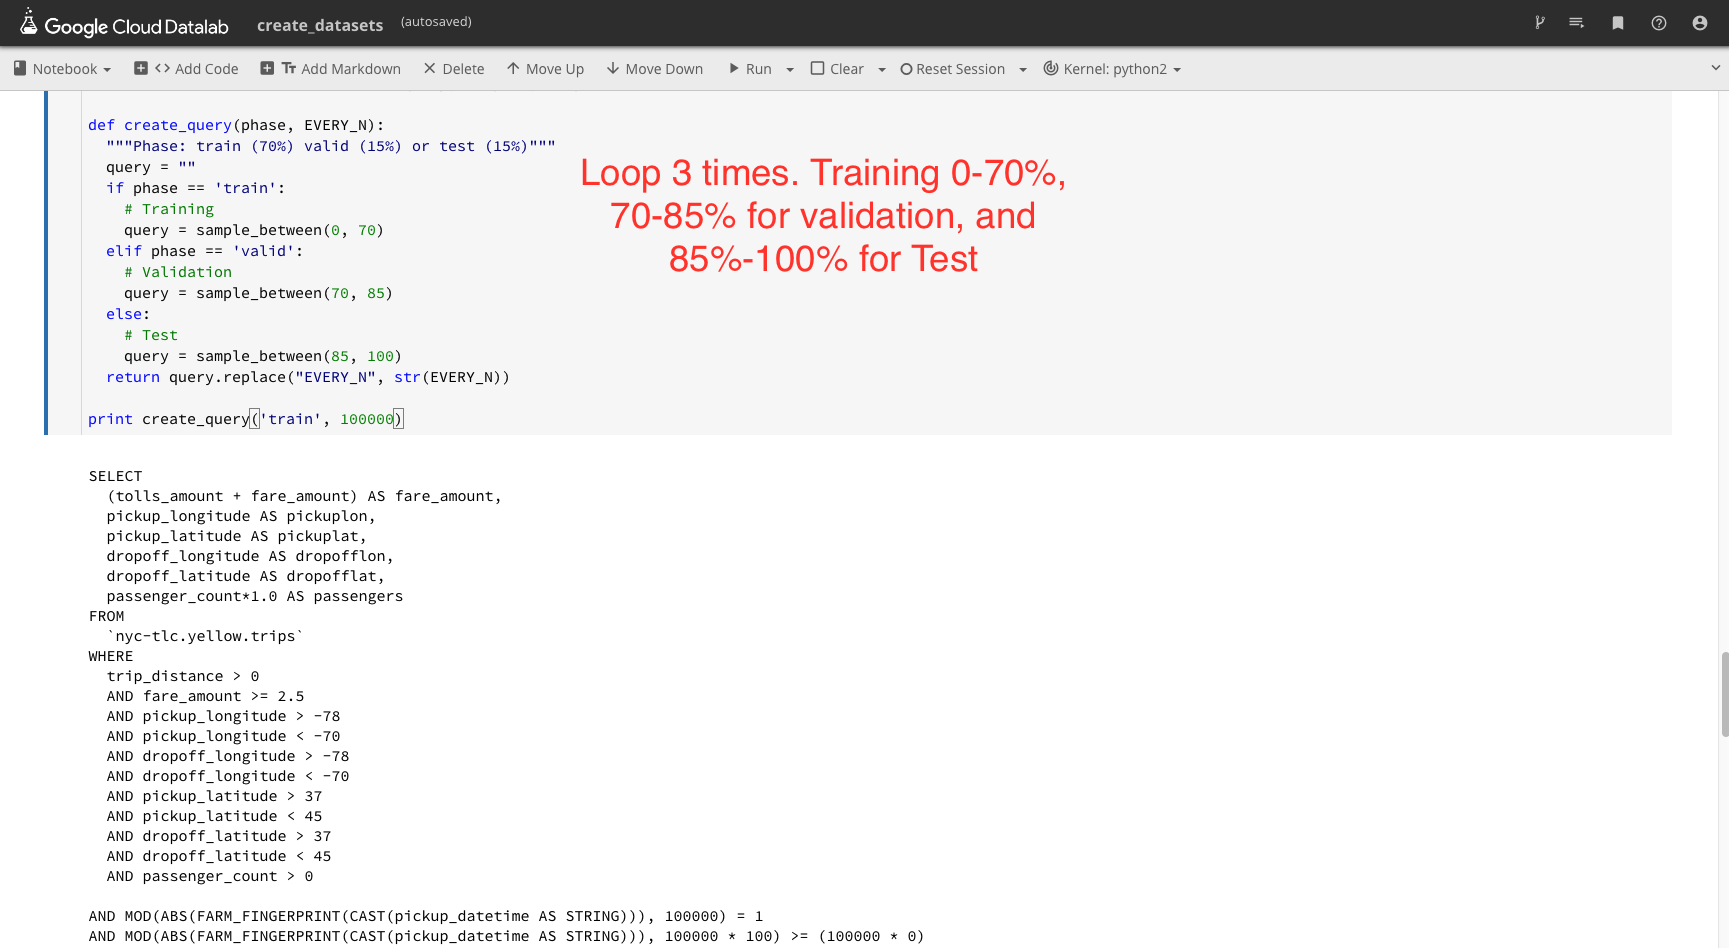 Google Cloud Datalab create_datasets (autosaved)
Notebook Add Code Add Markdown Delete Move Up Move Down Run Clear Reset Session Kernel: python2
def create_query(phase, EVERY_N):
"""Phase: train (70%) valid (15%) or test (15%)"""
query = ""
if phase == 'train':
# Training
query = sample_between(0, 70)
elif phase == 'valid':
# Validation
query = sample_between(70, 85)
else:
# Test
query = sample_between(85, 100)
return query.replace("EVERY_N", str(EVERY_N))
print create_query('train', 100000)
Loop 3 times. Training 0-70%,
70-85% for validation, and
85%-100% for Test
SELECT
(tolls_amount + fare_amount) AS fare_amount,
pickup_longitude AS pickuplon,
pickup_latitude AS pickuplat,
dropoff_longitude AS dropofflon,
dropoff_latitude AS dropofflat,
passenger_count*1.0 AS passengers
FROM
`nyc-tlc.yellow.trips`
WHERE
trip_distance > 0
AND fare_amount >= 2.5
AND pickup_longitude > -78
AND pickup_longitude < -70
AND dropoff_longitude > -78
AND dropoff_longitude < -70
AND pickup_latitude > 37
AND pickup_latitude < 45
AND dropoff_latitude > 37
AND dropoff_latitude < 45
AND passenger_count > 0
AND MOD(ABS(FARM_FINGERPRINT(CAST(pickup_datetime AS STRING))), 100000) = 1
AND MOD(ABS(FARM_FINGERPRINT(CAST(pickup_datetime AS STRING))), 100000 * 100) >= (100000 * 0)